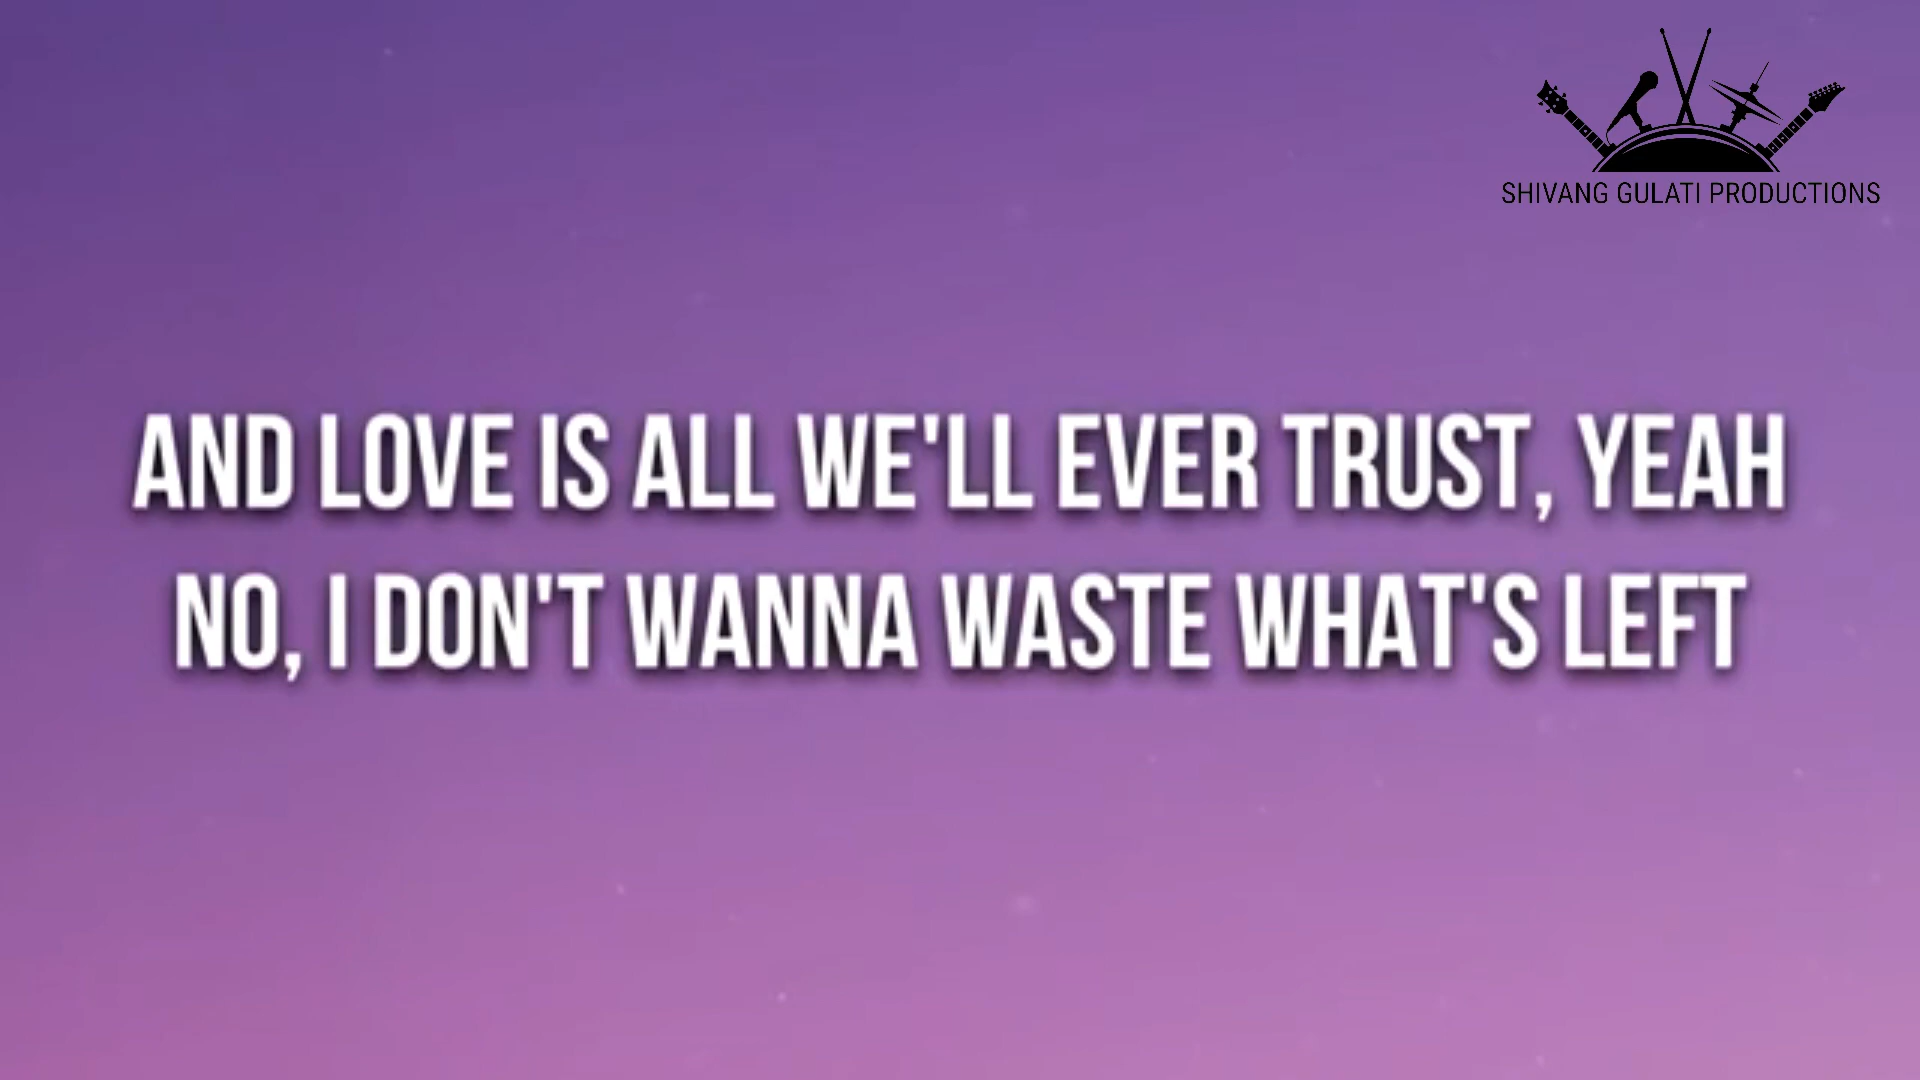 SHIVANG GULATI PRODUCTIONS
AND LOVE IS ALL WE'LL EVER TRUST, YEAH
NO, I DON'T WANNA WASTE WHAT'S LEFT